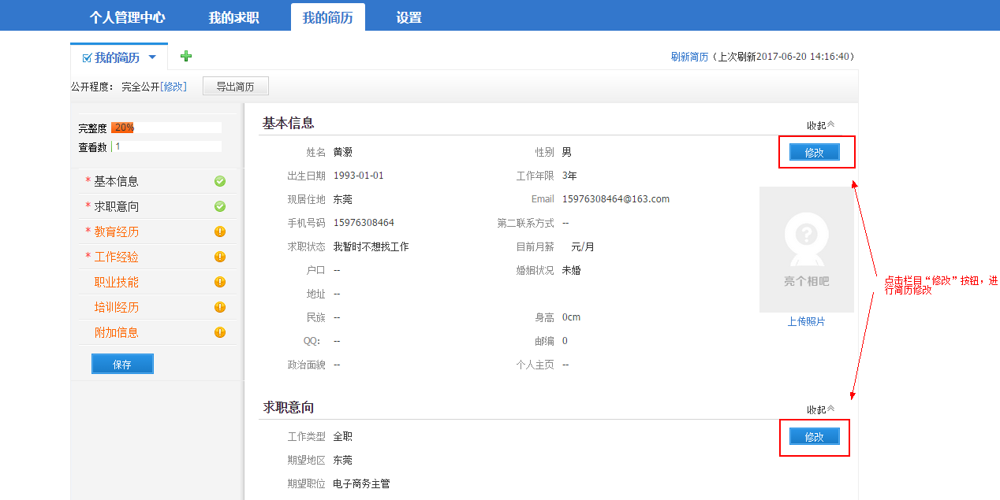 个人管理中心 我的求职 我的简历 设置
我的简历
刷新简历（上次刷新2017-06-20 14:16:40）
公开程度： 完全公开[修改] 导出简历
完整度 20%
查看数 1
* 基本信息
* 求职意向
* 教育经历
* 工作经验
职业技能
培训经历
附加信息
保存
基本信息 收起
修改
姓名 黄灏 性别 男
出生日期 1993-01-01 工作年限 3年
现居住地 东莞 Email 15976308464@163.com
手机号码 15976308464 第二联系方式 --
求职状态 我暂时不想找工作 目前月薪 元/月
户口 -- 婚姻状况 未婚
地址 --
民族 -- 身高 0cm
QQ： -- 邮编 0
政治面貌 -- 个人主页 --
亮个相吧
上传照片
点击栏目“修改”按钮，进
行简历修改
求职意向 收起
修改
工作类型 全职
期望地区 东莞
期望职位 电子商务主管